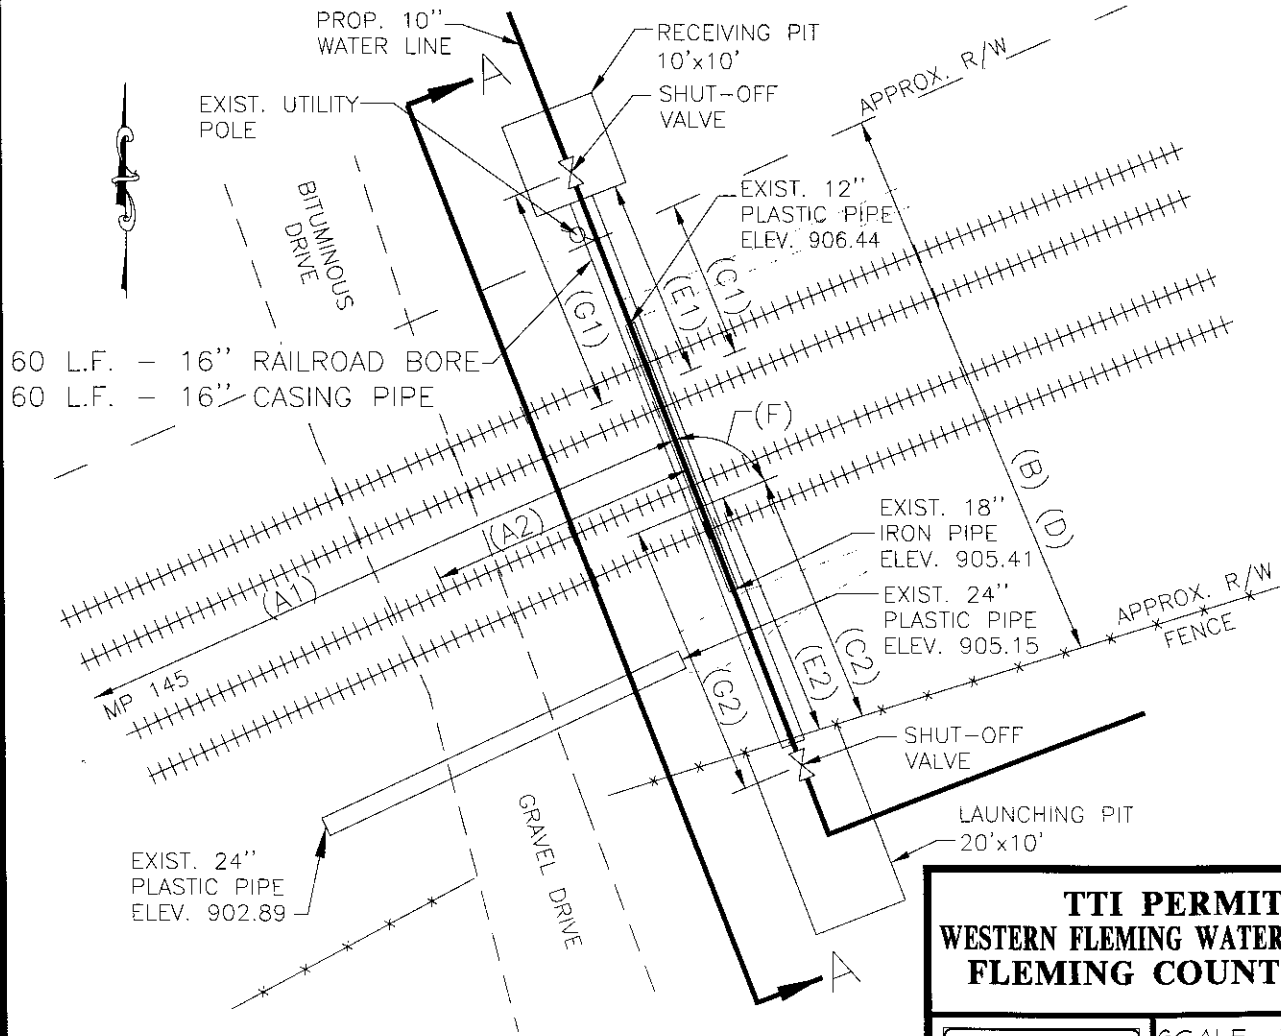 PROP. 10''
WATER LINE
RECEIVING PIT
10'x10'
SHUT-OFF
VALVE
A
EXIST. UTILITY
POLE
APPROX. R/W
BITUMINOUS
DRIVE
EXIST. 12''
PLASTIC PIPE
ELEV. 906.44
(G1)
(E1)
(C1)
60 L.F. - 16'' RAILROAD BORE
60 L.F. - 16'' CASING PIPE
(F)
(B) (D)
(A1)
(A2)
MP 145
EXIST. 18''
IRON PIPE
ELEV. 905.41
EXIST. 24''
PLASTIC PIPE
ELEV. 905.15
APPROX. R/W
FENCE
(G2)
(E2)
(C2)
SHUT-OFF
VALVE
GRAVEL DRIVE
LAUNCHING PIT
20'x10'
EXIST. 24''
PLASTIC PIPE
ELEV. 902.89
A
TTI PERMIT
WESTERN FLEMING WATER
FLEMING COUNT
SCALE